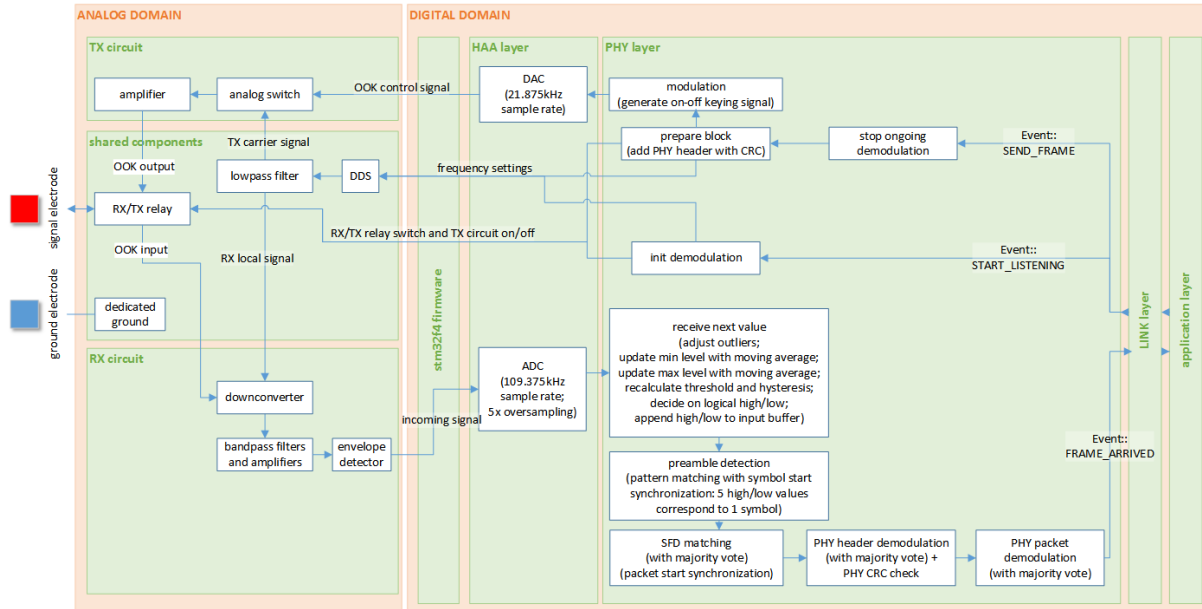 ANALOG DOMAIN
DIGITAL DOMAIN
TX circuit
HAA layer
PHY layer
amplifier
analog switch
OOK control signal
DAC
(21.875kHz
sample rate)
modulation
(generate on-off keying signal)
shared components
TX carrier signal
prepare block
(add PHY header with CRC)
stop ongoing
demodulation
Event::
SEND_FRAME
OOK output
lowpass filter
DDS
frequency settings
signal electrode
RX/TX relay
RX/TX relay switch and TX circuit on/off
OOK input
RX local signal
init demodulation
Event::
START_LISTENING
ground electrode
dedicated
ground
stm32f4 firmware
LINK layer
application layer
RX circuit
downconverter
bandpass filters
and amplifiers
envelope
detector
incoming signal
ADC
(109.375kHz
sample rate;
5x oversampling)
receive next value
(adjust outliers;
update min level with moving average;
update max level with moving average;
recalculate threshold and hysteresis;
decide on logical high/low;
append high/low to input buffer)
Event::
FRAME_ARRIVED
preamble detection
(pattern matching with symbol start
synchronization: 5 high/low values
correspond to 1 symbol)
SFD matching
(with majority vote)
(packet start synchronization)
PHY header demodulation
(with majority vote) +
PHY CRC check
PHY packet
demodulation
(with majority vote)